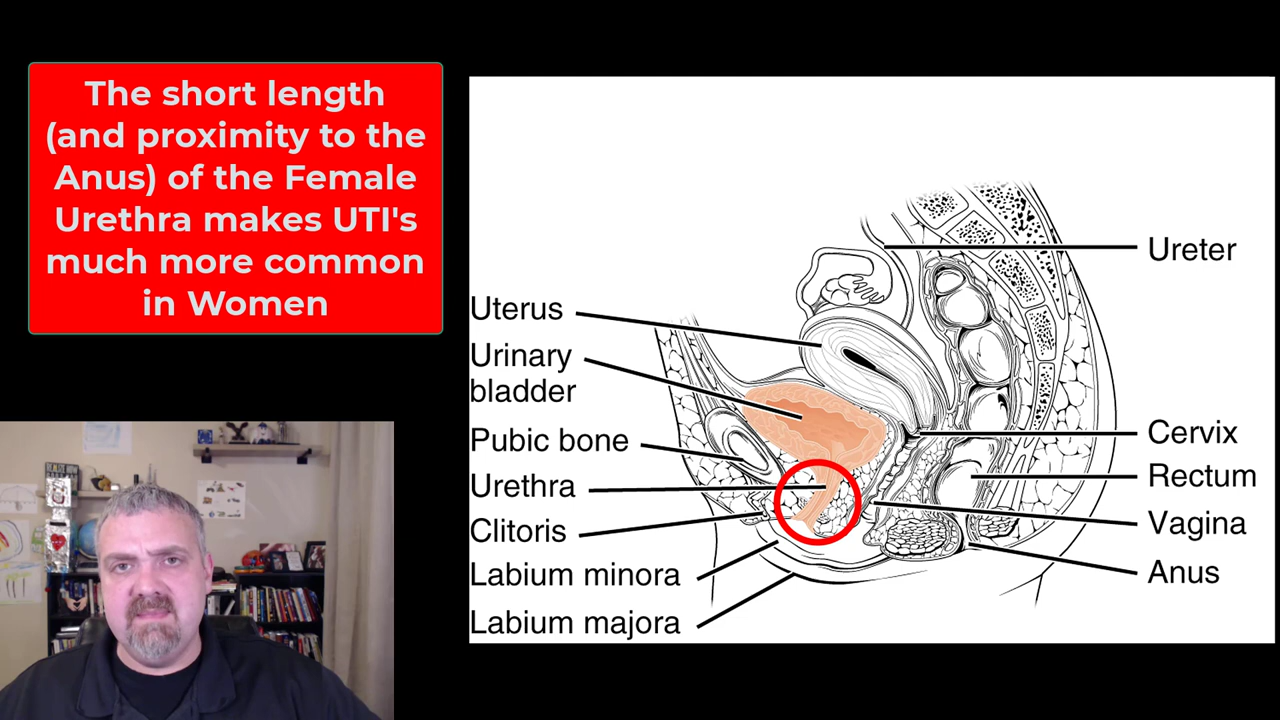 The short length
(and proximity to the
Anus) of the Female
Urethra makes UTI's
much more common
in Women
Ureter
Uterus
Urinary
bladder
Pubic bone
Urethra
Clitoris
Labium minora
Labium majora
Cervix
Rectum
Vagina
Anus